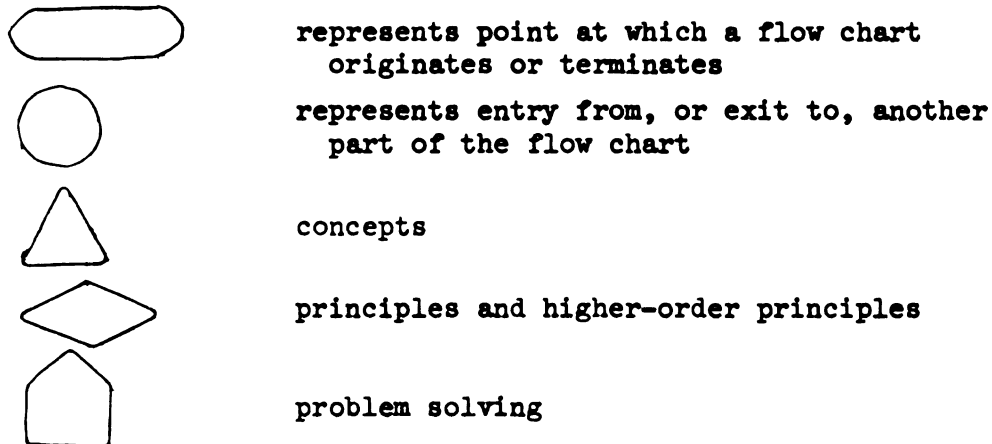 represents point at which a flow chart
originates or terminates
represents entry from, or exit to, another
part of the flow chart
concepts
principles and higher-order principles
problem solving